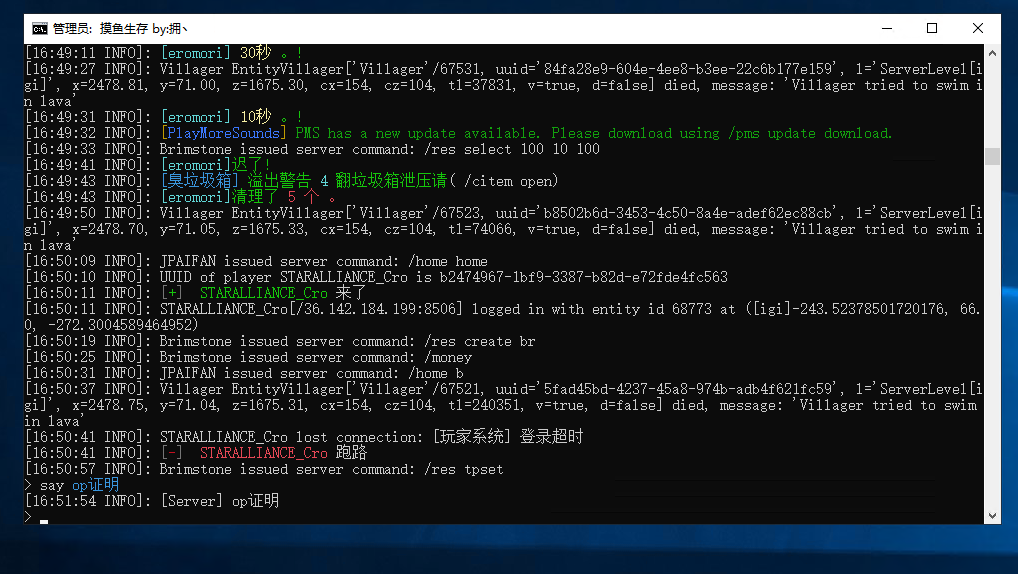 管理员: 摸鱼生存 by:拥丶
[16:49:11 INFO]: [eromori] 30秒 。!
[16:49:27 INFO]: Villager EntityVillager['Villager'/67531, uuid='84fa28e9-604e-4ee8-b3ee-22c6b177e159', l='ServerLevel[i
gi]', x=2478.81, y=71.00, z=1675.30, cx=154, cz=104, tl=37831, v=true, d=false] died, message: 'Villager tried to swim i
n lava'
[16:49:31 INFO]: [eromori] 10秒 。!
[16:49:32 INFO]: [PlayMoreSounds] PMS has a new update available. Please download using /pms update download.
[16:49:33 INFO]: Brimstone issued server command: /res select 100 10 100
[16:49:41 INFO]: [eromori]迟了!
[16:49:43 INFO]: [臭垃圾箱] 溢出警告 4 翻垃圾箱泄压请( /citem open)
[16:49:43 INFO]: [eromori]清理了 5 个 。
[16:49:50 INFO]: Villager EntityVillager['Villager'/67523, uuid='b8502b6d-3453-4c50-8a4e-adef62ec88cb', l='ServerLevel[i
gi]', x=2478.70, y=71.05, z=1675.33, cx=154, cz=104, tl=74066, v=true, d=false] died, message: 'Villager tried to swim i
n lava'
[16:50:09 INFO]: JPAIFAN issued server command: /home home
[16:50:10 INFO]: UUID of player STARALLIANCE_Cro is b2474967-1bf9-3387-b82d-e72fde4fc563
[16:50:11 INFO]: [+] STARALLIANCE_Cro 来了
[16:50:11 INFO]: STARALLIANCE_Cro[/36.142.184.199:8506] logged in with entity id 68773 at ([igi]-243.52378501720176, 66.
0, -272.3004589464952)
[16:50:19 INFO]: Brimstone issued server command: /res create br
[16:50:25 INFO]: Brimstone issued server command: /money
[16:50:31 INFO]: JPAIFAN issued server command: /home b
[16:50:37 INFO]: Villager EntityVillager['Villager'/67521, uuid='5fad45bd-4237-45a8-974b-adb4f621fc59', l='ServerLevel[i
gi]', x=2478.75, y=71.04, z=1675.31, cx=154, cz=104, tl=240351, v=true, d=false] died, message: 'Villager tried to swim
in lava'
[16:50:41 INFO]: STARALLIANCE_Cro lost connection: [玩家系统] 登录超时
[16:50:41 INFO]: [-] STARALLIANCE_Cro 跑路
[16:50:57 INFO]: Brimstone issued server command: /res tpset
> say op证明
[16:51:54 INFO]: [Server] op证明
>